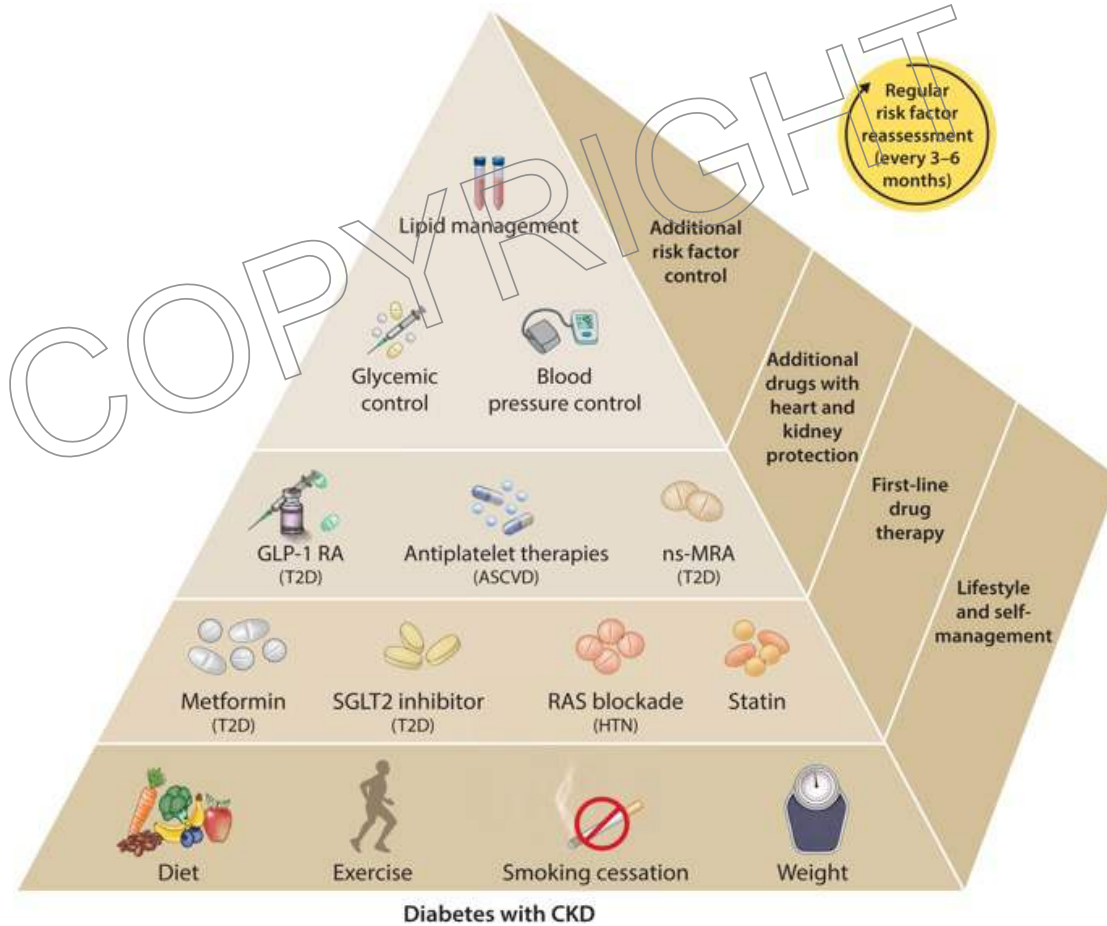 COPYRIGHT
Regular
risk factor
reassessment
(every 3–6
months)
Lipid management
Additional
risk factor
control
Glycemic
control
Blood
pressure control
Additional
drugs with
heart and
kidney
protection
GLP-1 RA
(T2D)
Antiplatelet therapies
(ASCVD)
ns-MRA
(T2D)
First-line
drug
therapy
Metformin
(T2D)
SGLT2 inhibitor
(T2D)
RAS blockade
(HTN)
Statin
Lifestyle
and self-
management
Diet
Exercise
Smoking cessation
Weight
Diabetes with CKD